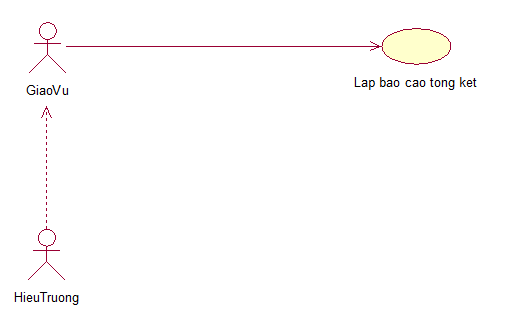 GiaoVu
Lap bao cao tong ket
HieuTruong